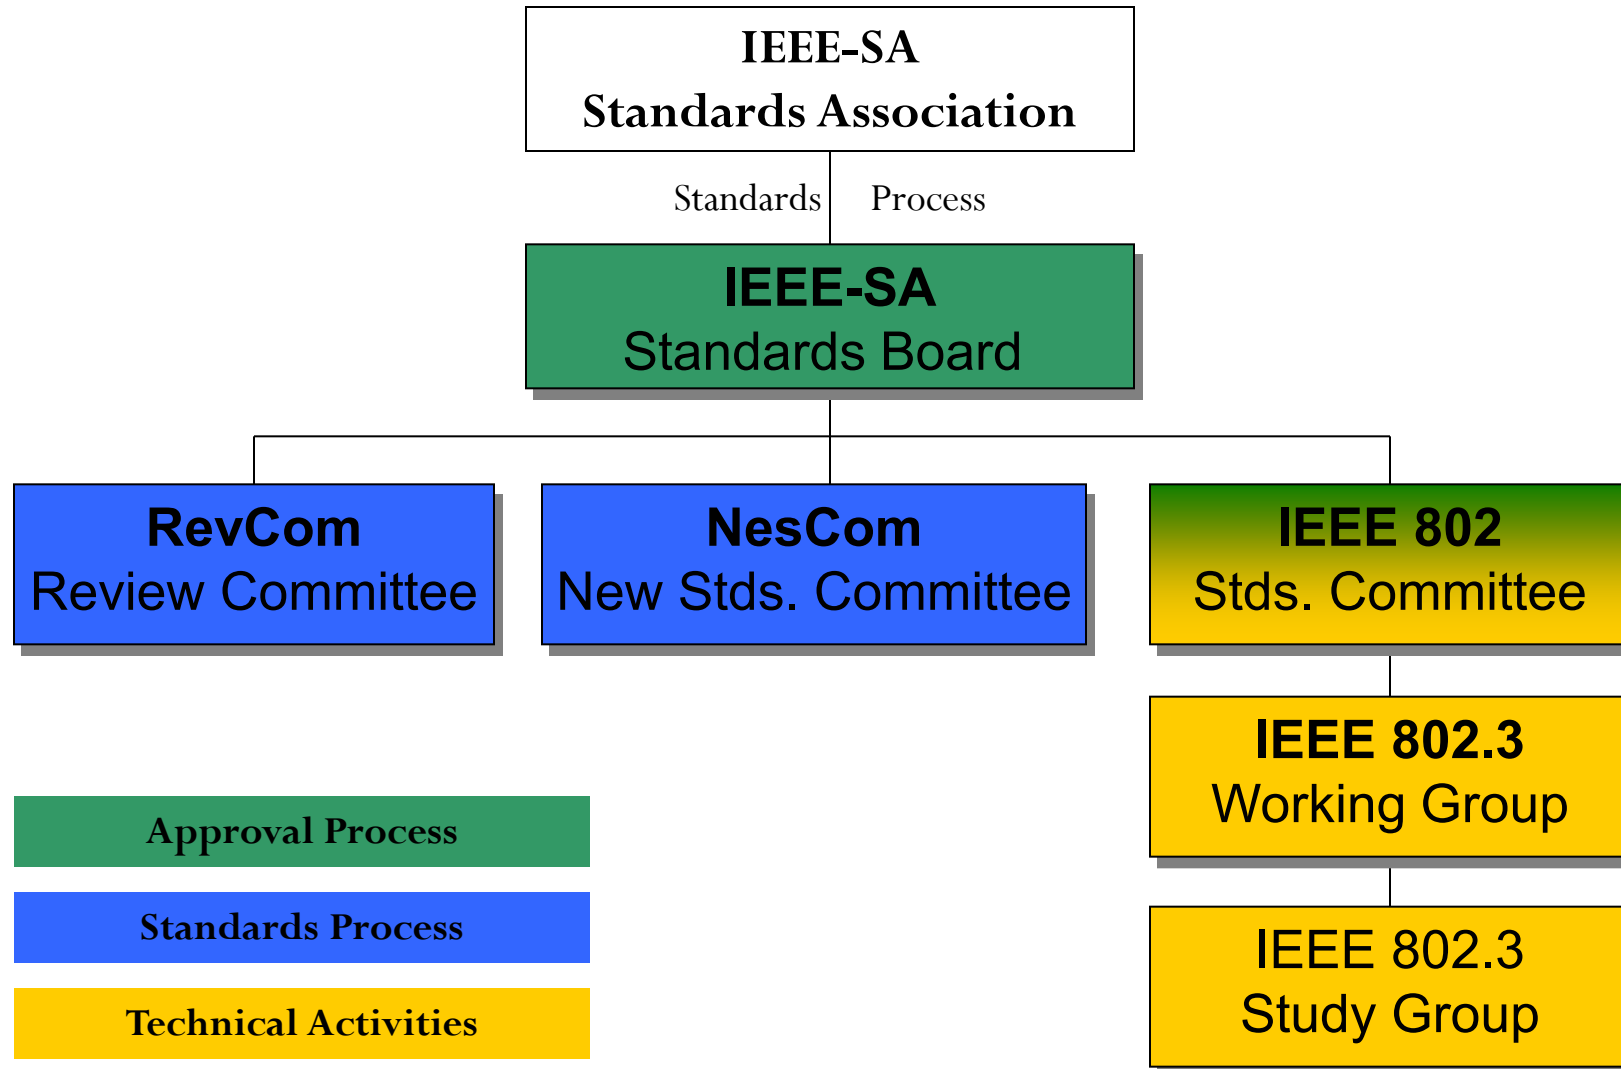 IEEE-SA
Standards Association
Standards Process
IEEE-SA
Standards Board
RevCom
Review Committee
NesCom
New Stds. Committee
IEEE 802
Stds. Committee
IEEE 802.3
Working Group
IEEE 802.3
Study Group
Approval Process
Standards Process
Technical Activities